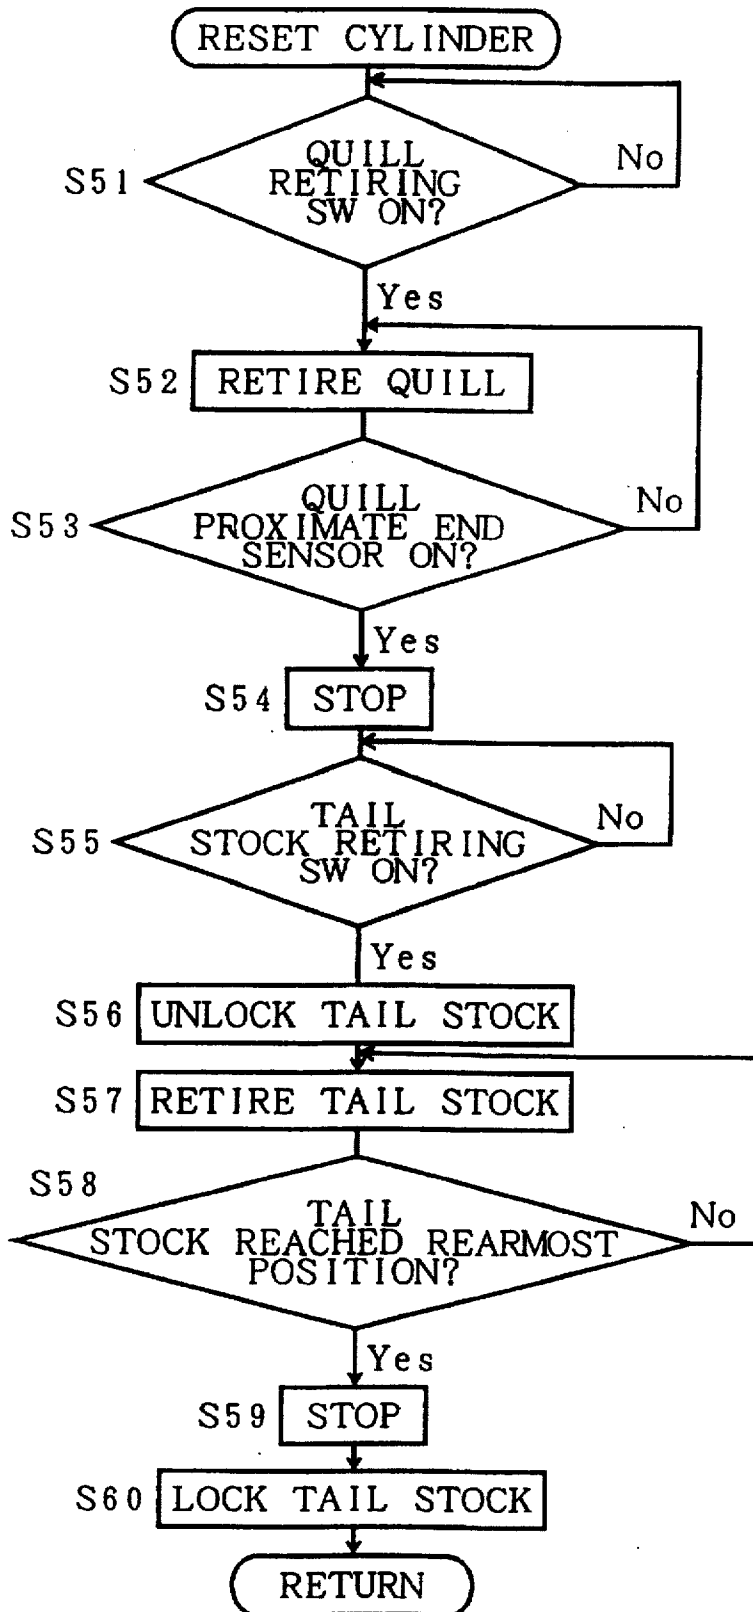 RESET CYLINDER
QUILL
RETIRING
SW ON?
S51
No
Yes
S52
RETIRE QUILL
QUILL
PROXIMATE END
SENSOR ON?
S53
No
Yes
S54
STOP
TAIL
STOCK RETIRING
SW ON?
S55
No
Yes
S56
UNLOCK TAIL STOCK
S57
RETIRE TAIL STOCK
S58
TAIL
STOCK REACHED REARMOST
POSITION?
No
Yes
S59
STOP
S60
LOCK TAIL STOCK
RETURN